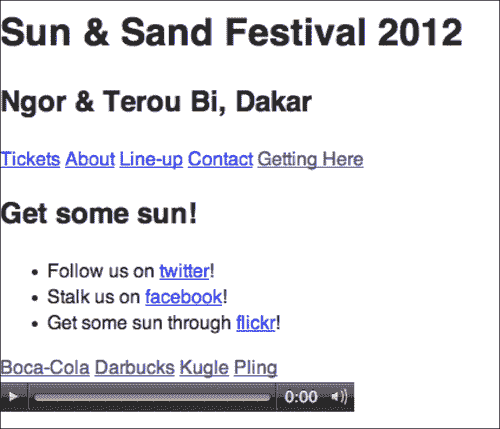 Sun & Sand Festival 2012
Ngor & Terou Bi, Dakar
Tickets About Line-up Contact Getting Here
Get some sun!
• Follow us on twitter!
• Stalk us on facebook!
• Get some sun through flickr!
Boca-Cola Darbucks Kugle Pling
0:00